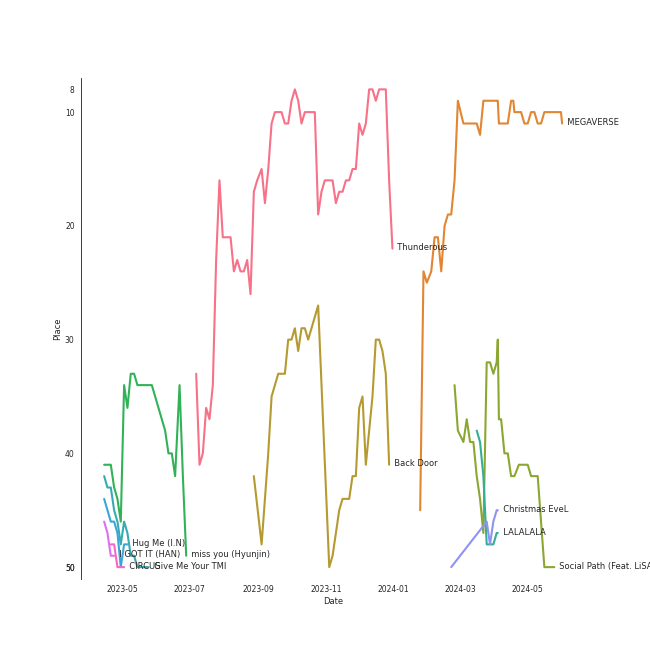 8
10
MEGAVERSE
20
Thunderous
30
Place
40
Back Door
Christmas EveL
LALALALA
Hug Me (I.N)
I GOT IT (HAN)
miss you (Hyunjin)
50
CIRCUS
Give Me Your TMI
Social Path (Feat. LiSA
2023-05
2023-07
2023-09
2023-11
2024-01
2024-03
2024-05
Date